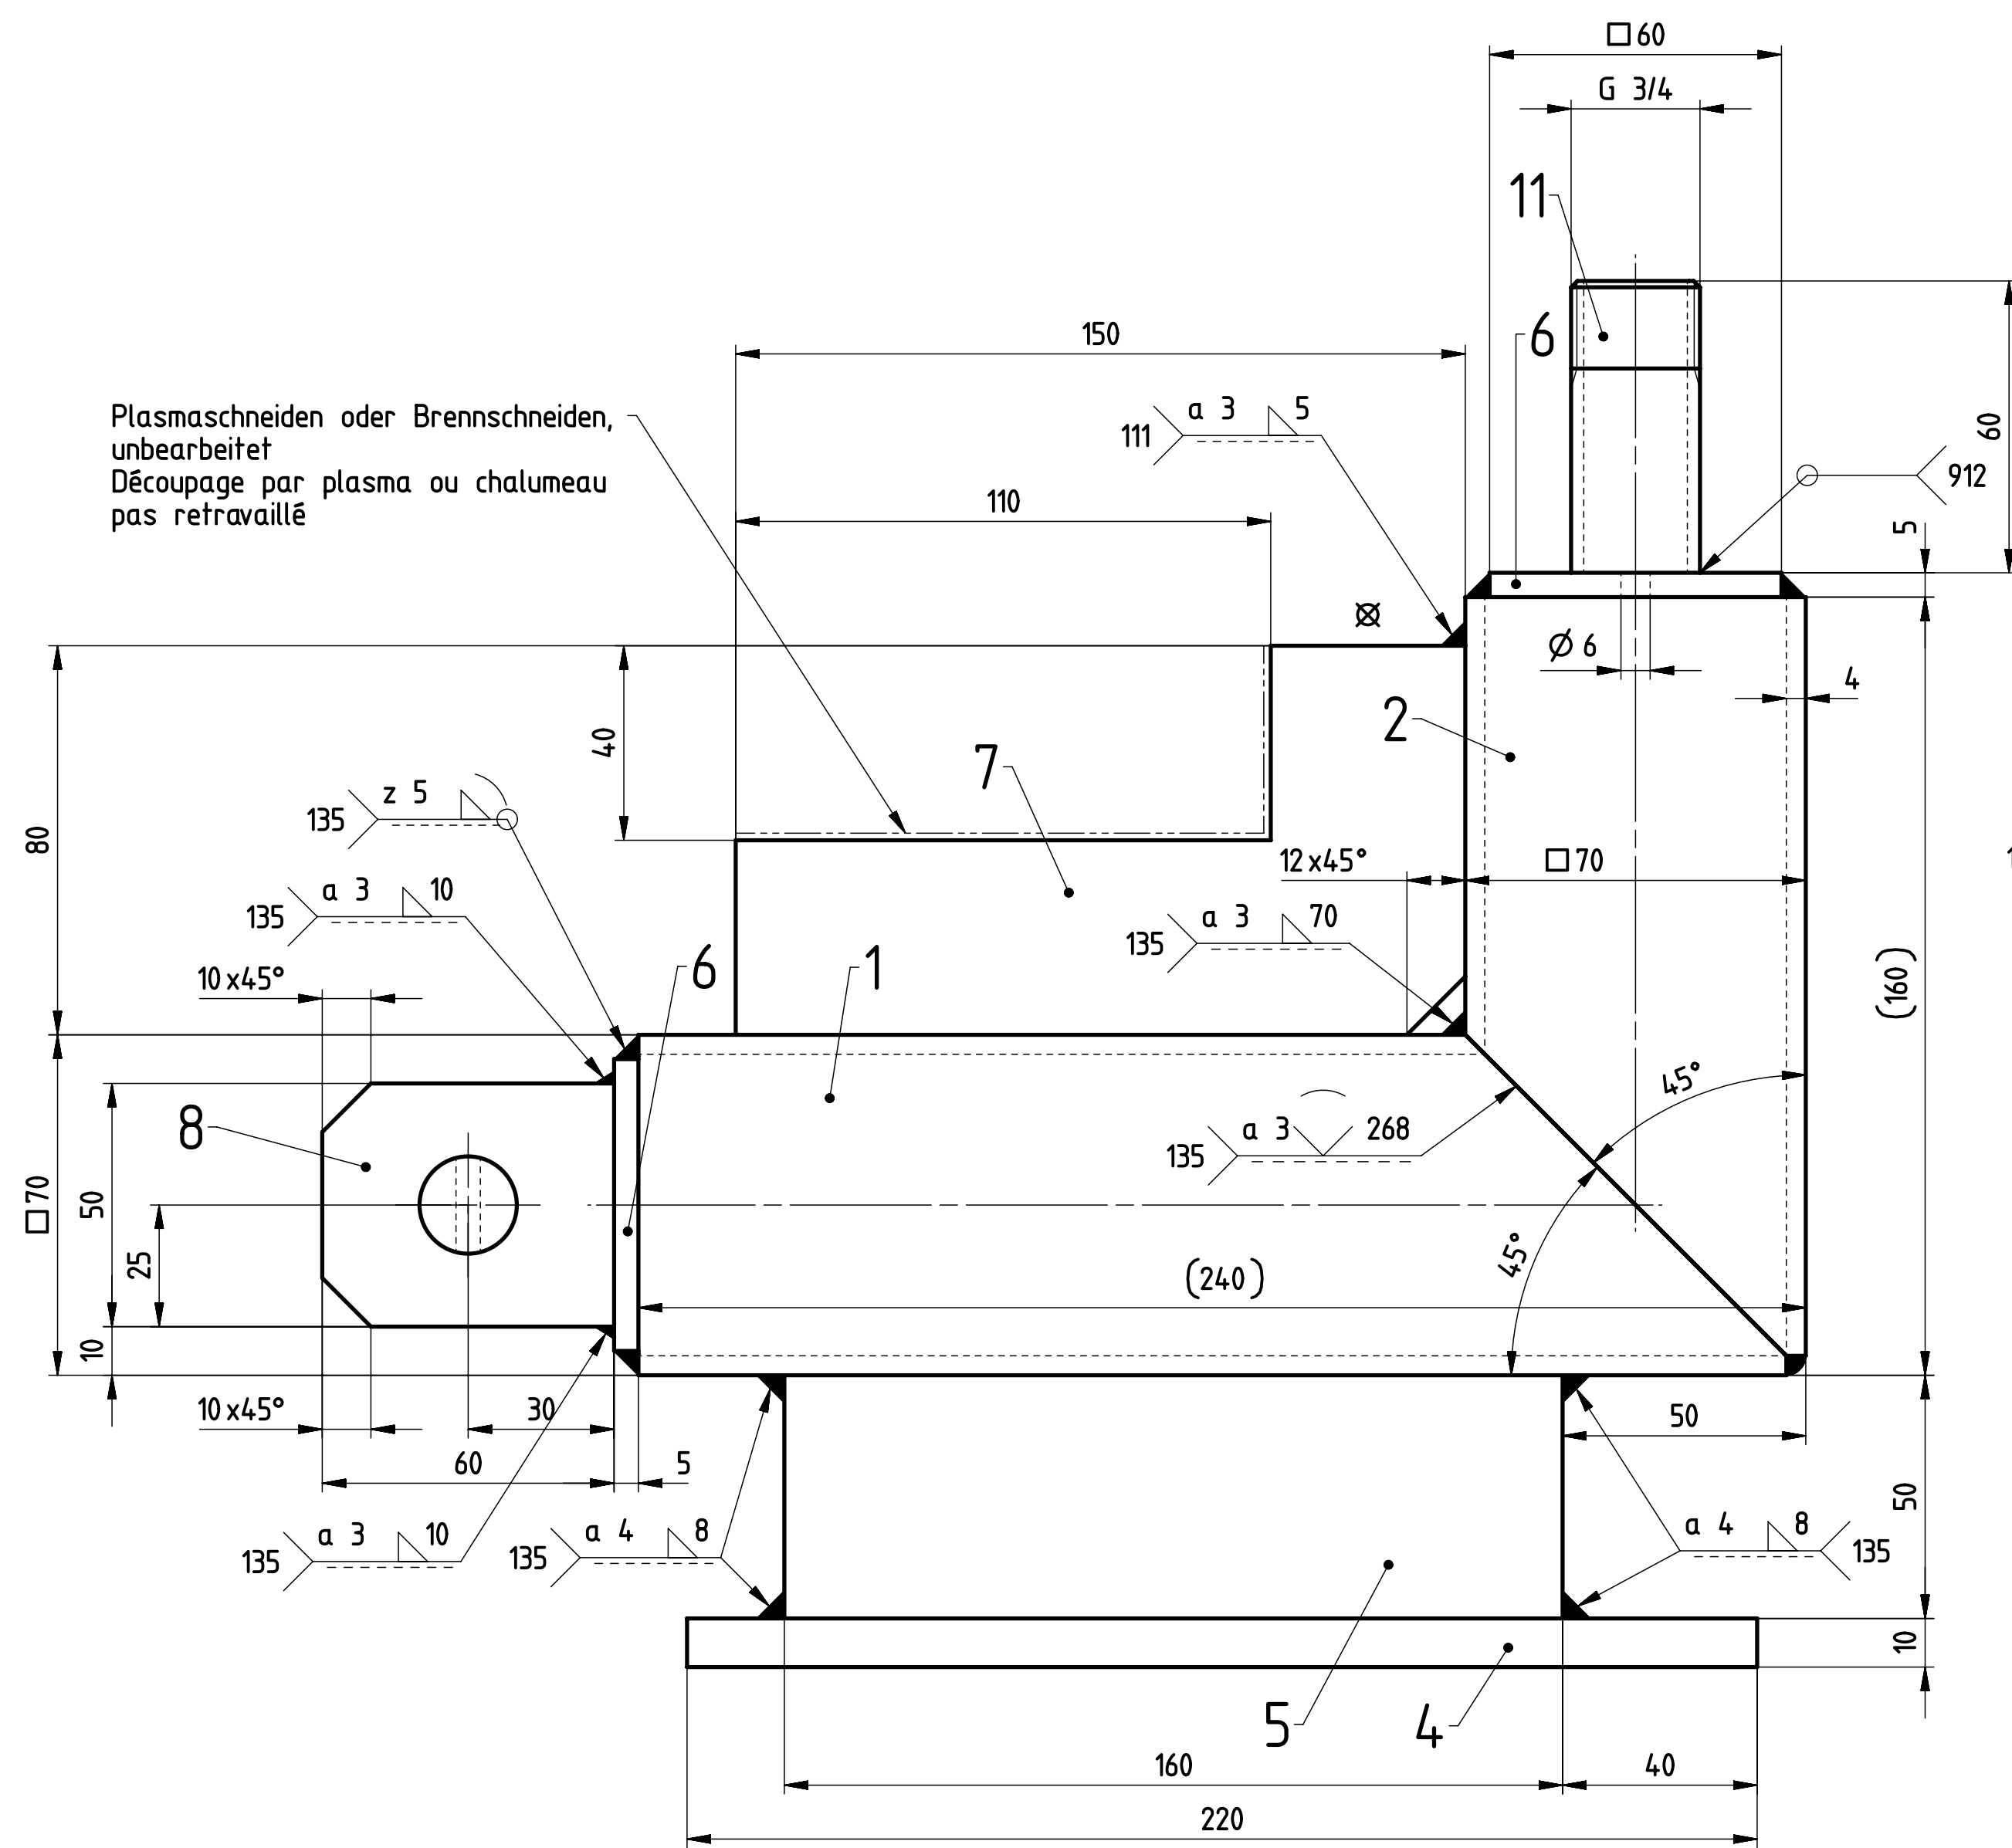 □60
G 3/4
11
6
150
60
Plasmaschneiden oder Brennschneiden,
unbearbeitet
Découpage par plasma ou chalumeau
pas retravaillé
111 a 3 5
912
110
5
⌀ 6
4
2
40
7
135 z 5
80
12x45°
□70
135 a 3 10
135 a 3 70
6
1
10x45°
(160)
45°
8
135 a 3 268
□70
50
25
45°
(240)
10
10x45°
30
50
60
5
50
135 a 3 10
135 a 4 8
a 4 8 135
10
5
4
160
40
220